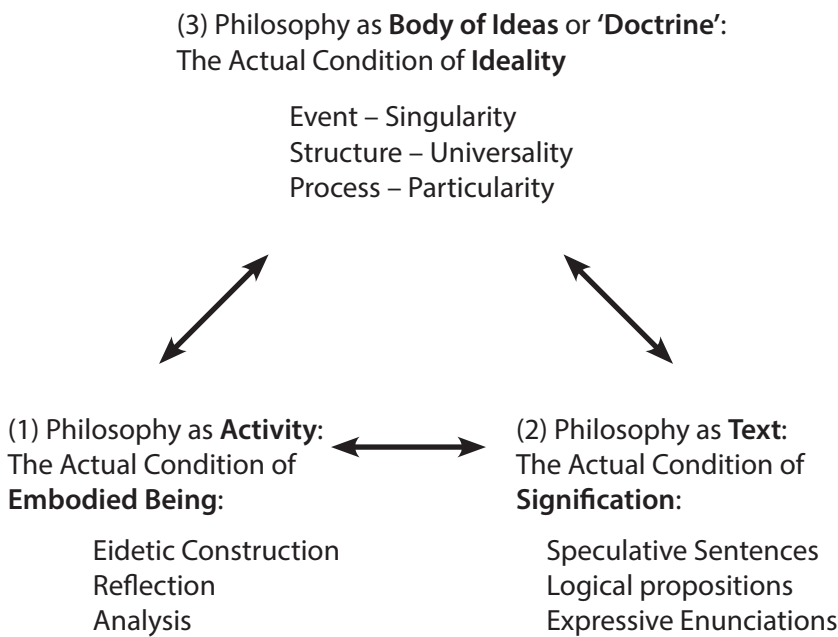 (3) Philosophy as Body of Ideas or ‘Doctrine’:
The Actual Condition of Ideality
Event – Singularity
Structure – Universality
Process – Particularity
(1) Philosophy as Activity:
The Actual Condition of
Embodied Being:
Eidetic Construction
Reflection
Analysis
(2) Philosophy as Text:
The Actual Condition of
Signification:
Speculative Sentences
Logical propositions
Expressive Enunciations